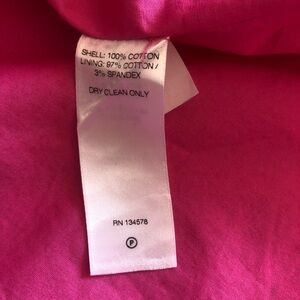 SHELL: 100% COTTON
LINING: 97% COTTON /
3% SPANDEX
DRY CLEAN ONLY
RN 134578
P